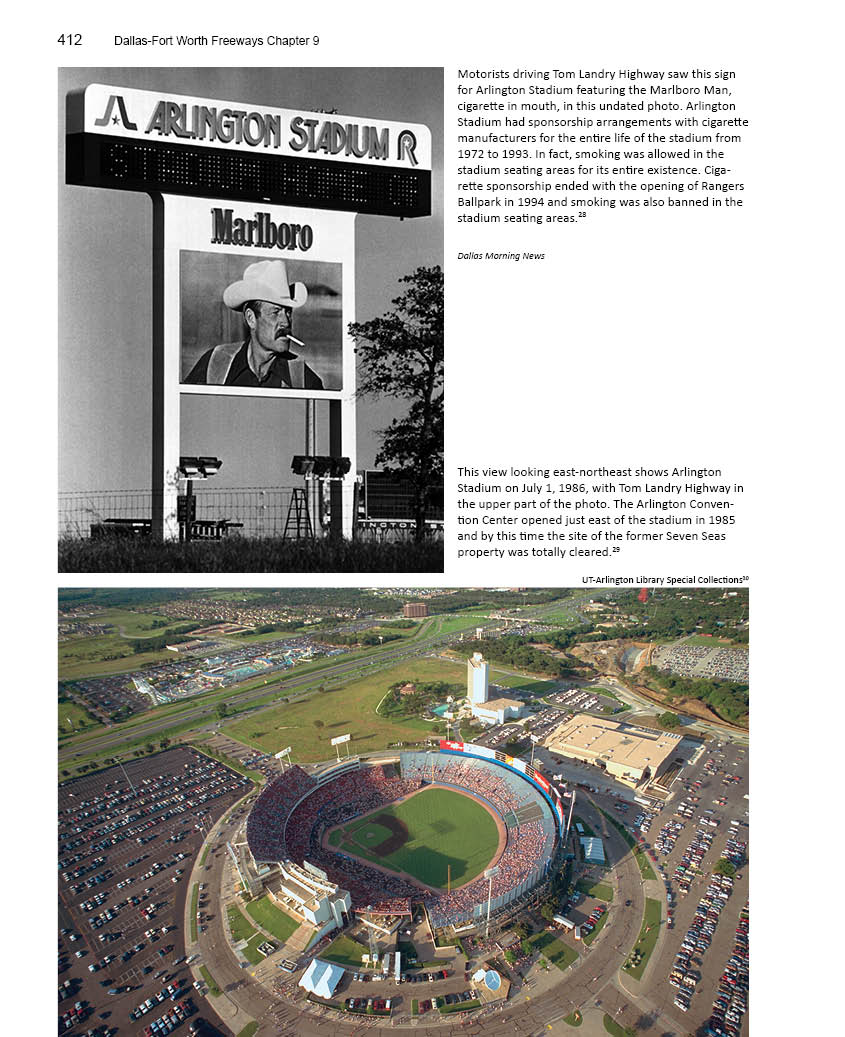 412 Dallas-Fort Worth Freeways Chapter 9
ARLINGTON STADIUM R
Marlboro
INGTON ST
Motorists driving Tom Landry Highway saw this sign
for Arlington Stadium featuring the Marlboro Man,
cigarette in mouth, in this undated photo. Arlington
Stadium had sponsorship arrangements with cigarette
manufacturers for the entire life of the stadium from
1972 to 1993. In fact, smoking was allowed in the
stadium seating areas for its entire existence. Ciga-
rette sponsorship ended with the opening of Rangers
Ballpark in 1994 and smoking was also banned in the
stadium seating areas.²⁸
Dallas Morning News
This view looking east-northeast shows Arlington
Stadium on July 1, 1986, with Tom Landry Highway in
the upper part of the photo. The Arlington Conven-
tion Center opened just east of the stadium in 1985
and by this time the site of the former Seven Seas
property was totally cleared.²⁹
UT-Arlington Library Special Collections³⁰